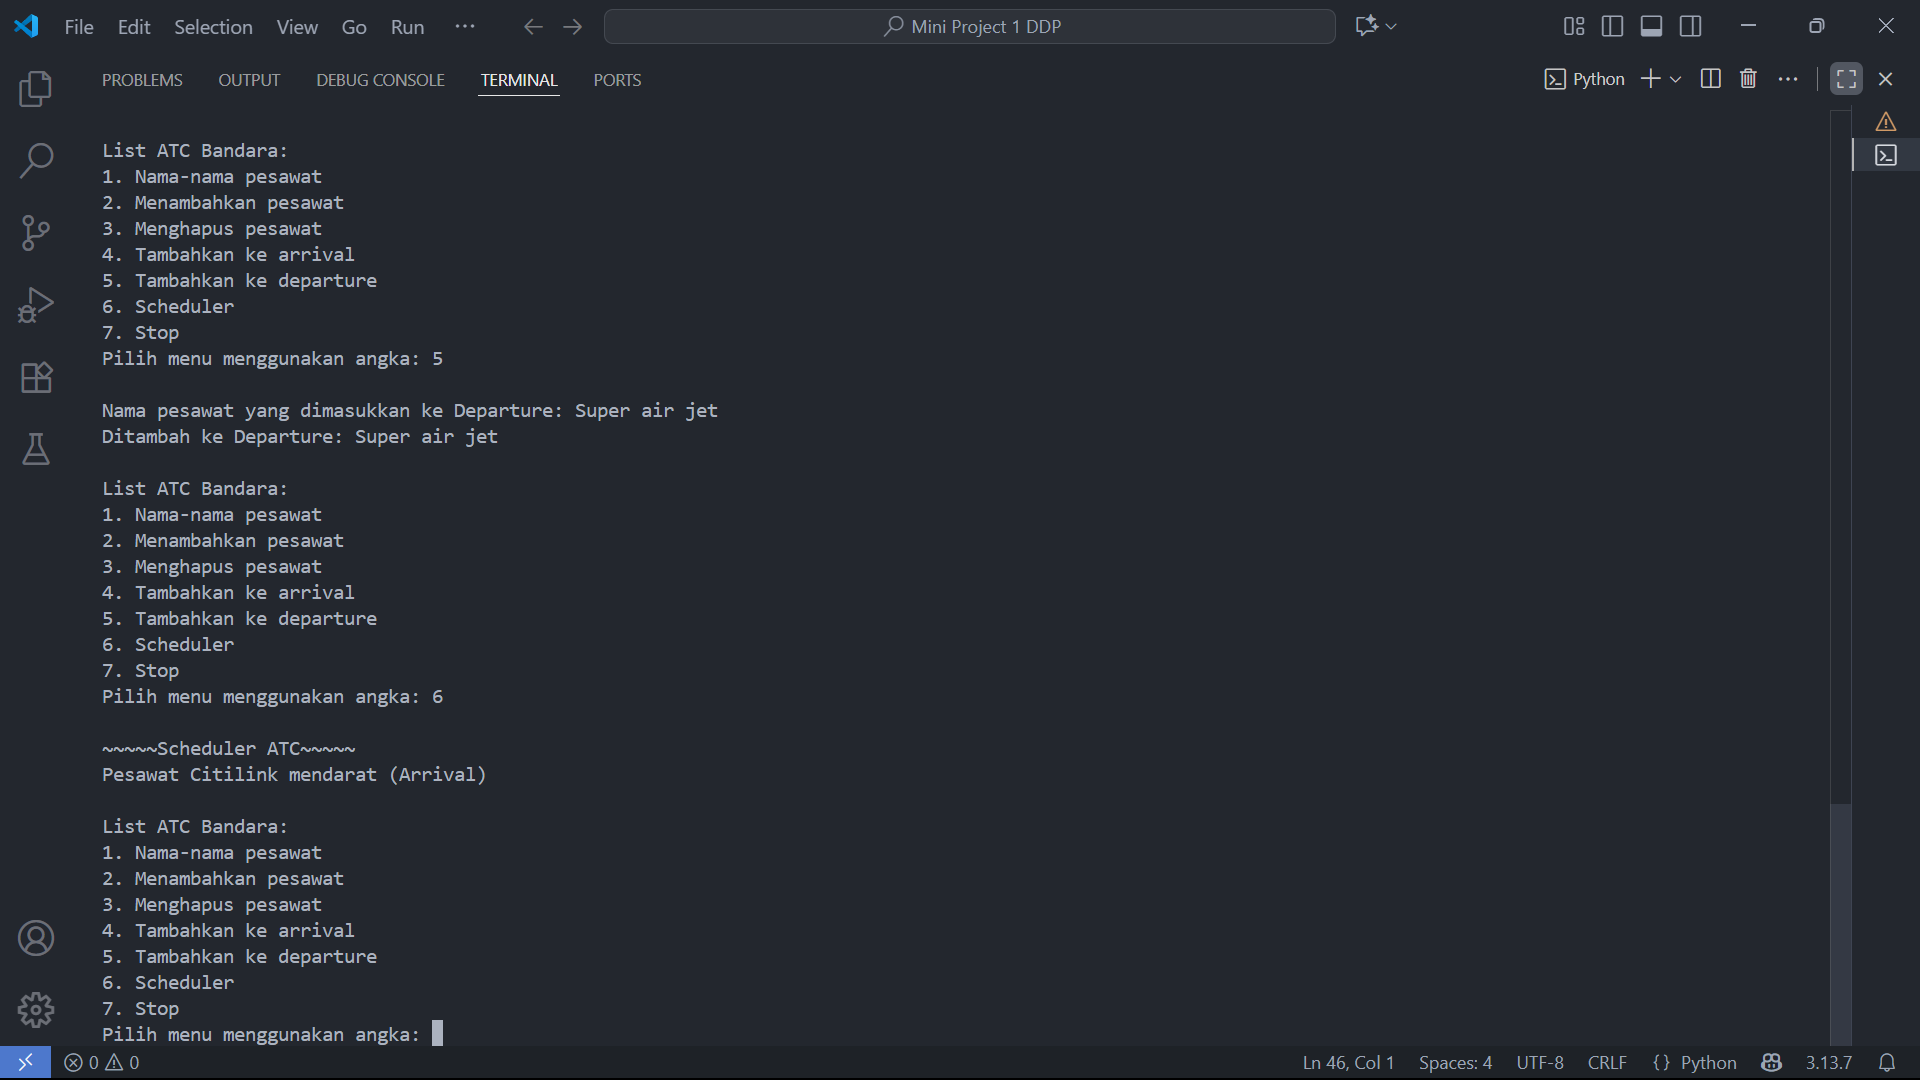 File Edit Selection View Go Run ... Mini Project 1 DDP
PROBLEMS OUTPUT DEBUG CONSOLE TERMINAL PORTS Python
List ATC Bandara:
1. Nama-nama pesawat
2. Menambahkan pesawat
3. Menghapus pesawat
4. Tambahkan ke arrival
5. Tambahkan ke departure
6. Scheduler
7. Stop
Pilih menu menggunakan angka: 5
Nama pesawat yang dimasukkan ke Departure: Super air jet
Ditambah ke Departure: Super air jet
List ATC Bandara:
1. Nama-nama pesawat
2. Menambahkan pesawat
3. Menghapus pesawat
4. Tambahkan ke arrival
5. Tambahkan ke departure
6. Scheduler
7. Stop
Pilih menu menggunakan angka: 6
~~~~~Scheduler ATC~~~~~
Pesawat Citilink mendarat (Arrival)
List ATC Bandara:
1. Nama-nama pesawat
2. Menambahkan pesawat
3. Menghapus pesawat
4. Tambahkan ke arrival
5. Tambahkan ke departure
6. Scheduler
7. Stop
Pilih menu menggunakan angka:
0 0 Ln 46, Col 1 Spaces: 4 UTF-8 CRLF {} Python 3.13.7